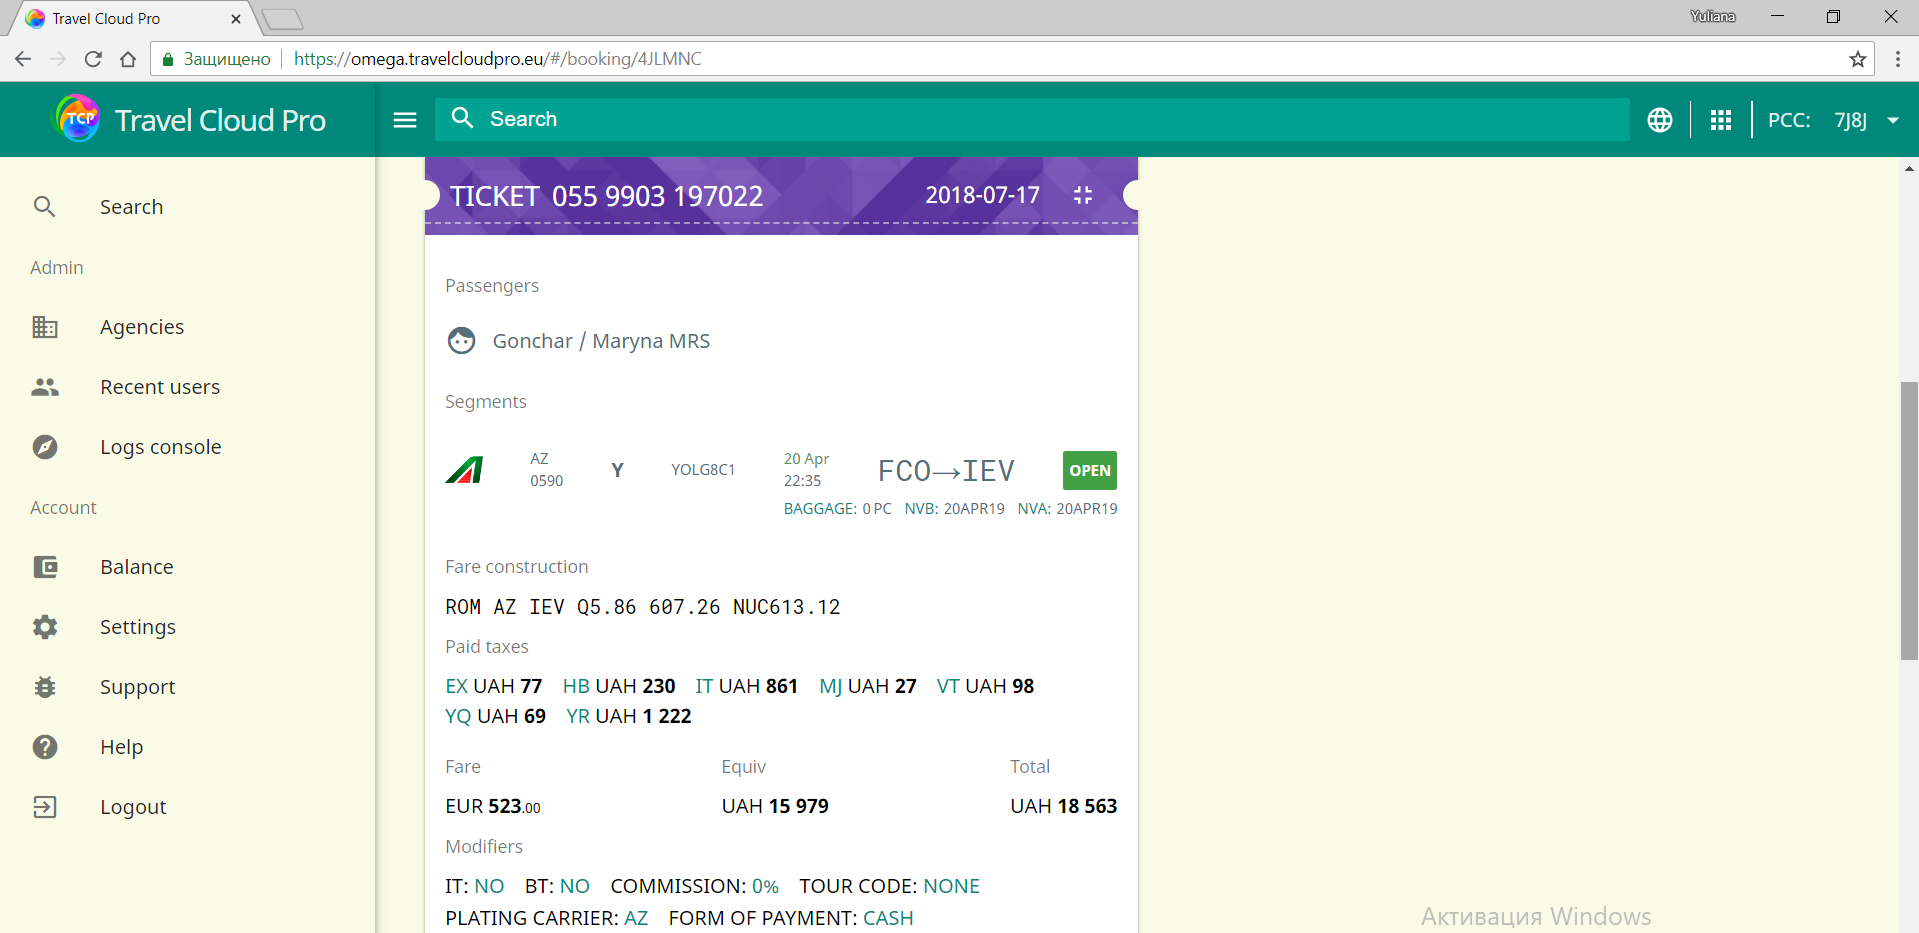 Travel Cloud Pro
Yuliana
Защищено
https://omega.travelcloudpro.eu/#/booking/4JLMNC
TCP
Travel Cloud Pro
Search
PCC: 7J8J
Search
Admin
Agencies
Recent users
Logs console
Account
Balance
Settings
Support
Help
Logout
TICKET 055 9903 197022 2018-07-17
Passengers
Gonchar / Maryna MRS
Segments
AZ
0590
Y
YOLG8C1
20 Apr
22:35
FCO→IEV
OPEN
BAGGAGE: 0 PC NVB: 20APR19 NVA: 20APR19
Fare construction
ROM AZ IEV Q5.86 607.26 NUC613.12
Paid taxes
EX UAH 77 HB UAH 230 IT UAH 861 MJ UAH 27 VT UAH 98
YQ UAH 69 YR UAH 1 222
Fare Equiv Total
EUR 523.00 UAH 15 979 UAH 18 563
Modifiers
IT: NO BT: NO COMMISSION: 0% TOUR CODE: NONE
PLATING CARRIER: AZ FORM OF PAYMENT: CASH
Активация Windows